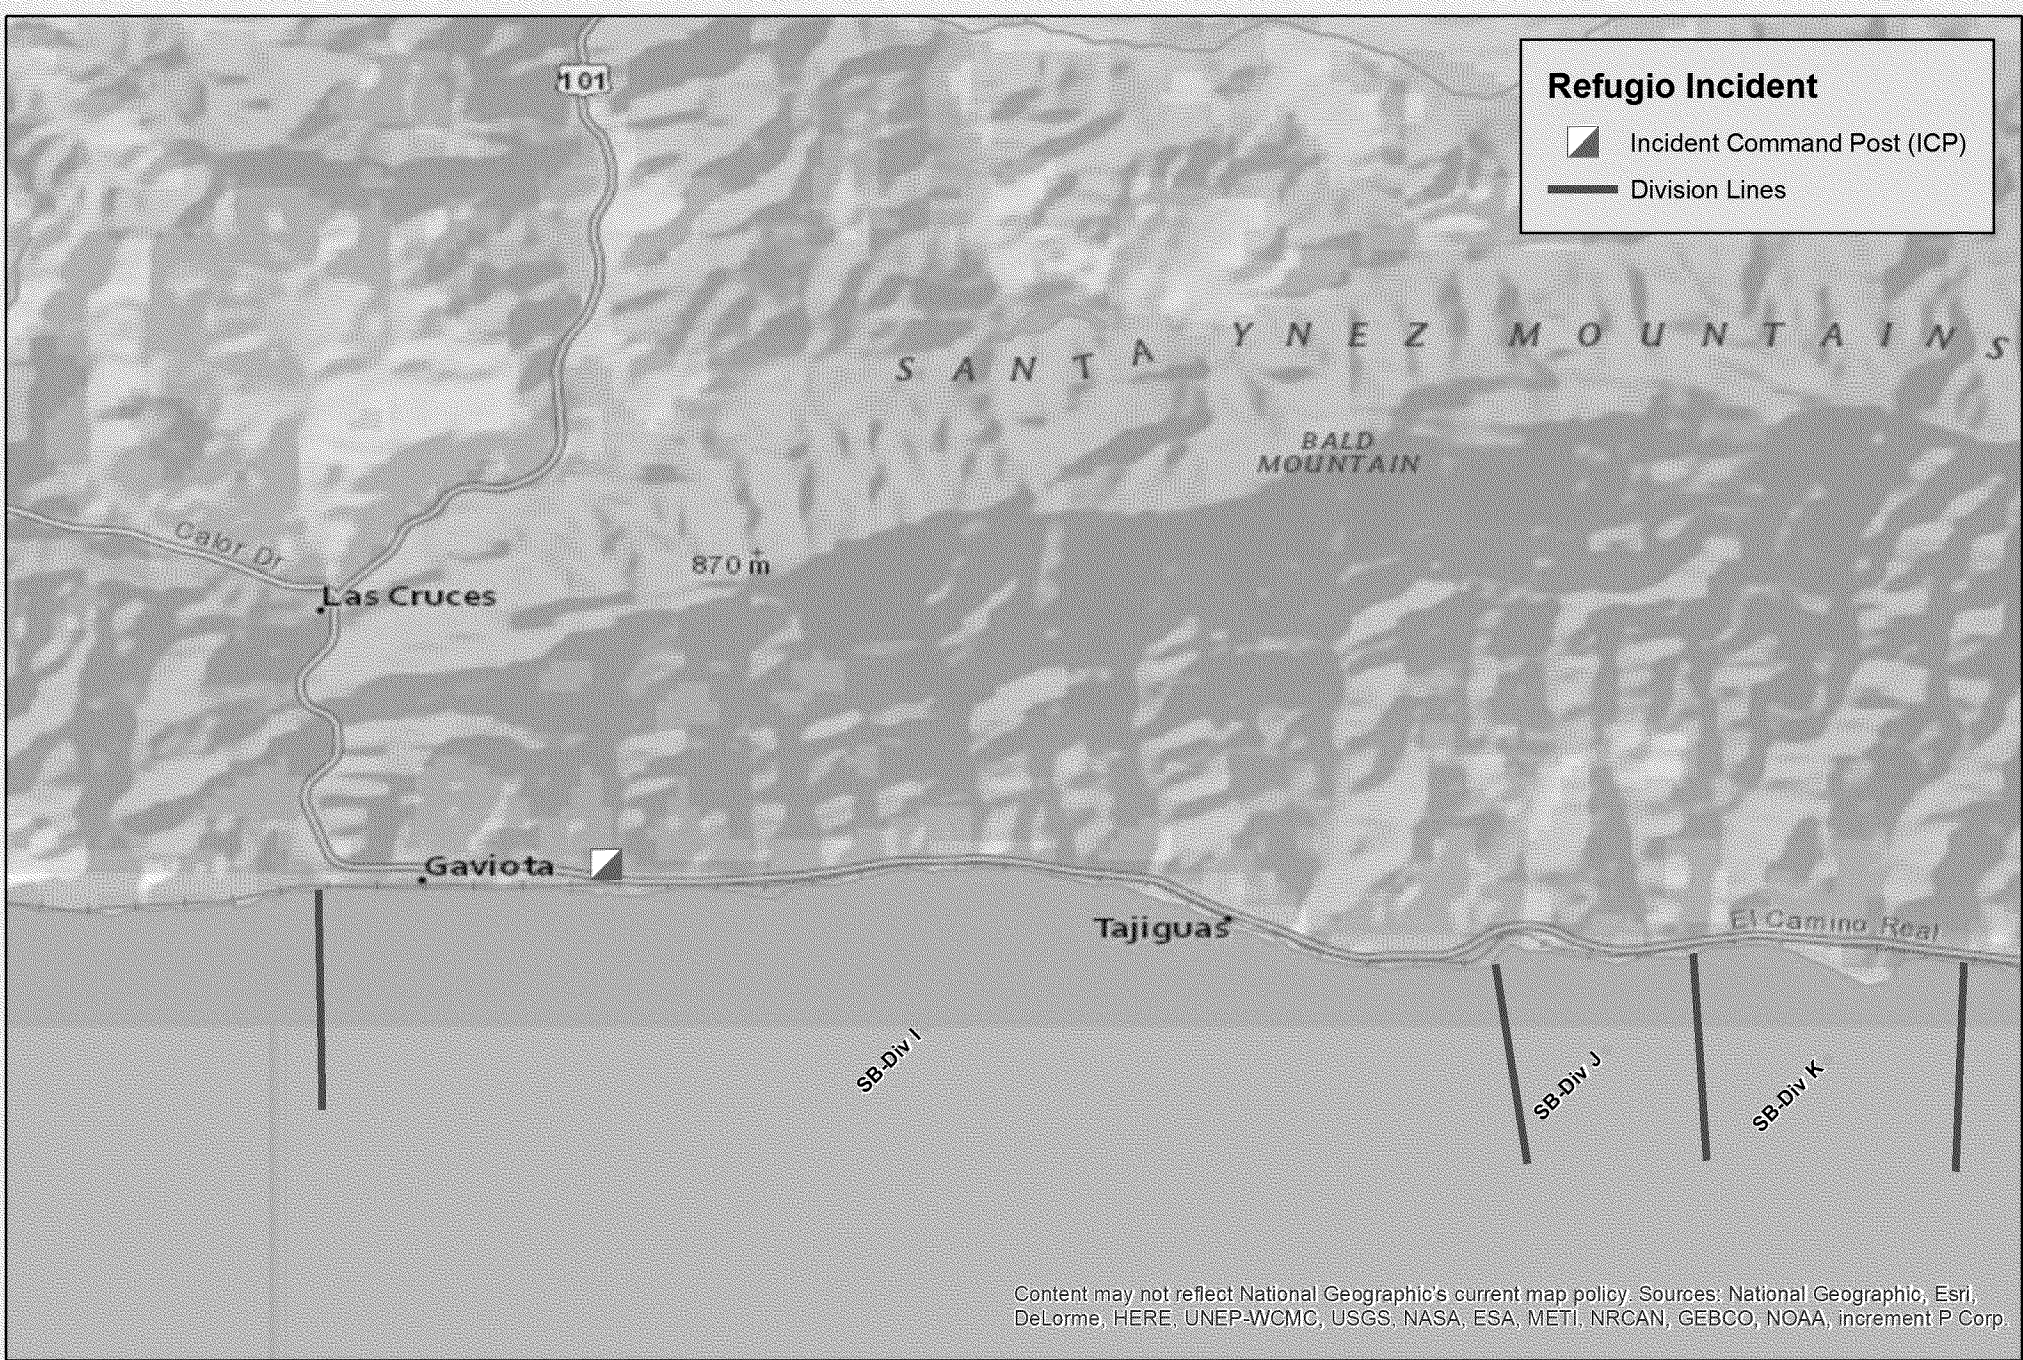 101
Refugio Incident
Incident Command Post (ICP)
Division Lines
SANTA YNEZ MOUNTAINS
BALD
MOUNTAIN
Calor Dr
870 m
Las Cruces
Gaviota
Tajiguas
El Camino Real
SB-Div I
SB-Div J
SB-Div K
Content may not reflect National Geographic's current map policy. Sources: National Geographic, Esri,
DeLorme, HERE, UNEP-WCMC, USGS, NASA, ESA, METI, NRCAN, GEBCO, NOAA, increment P Corp.